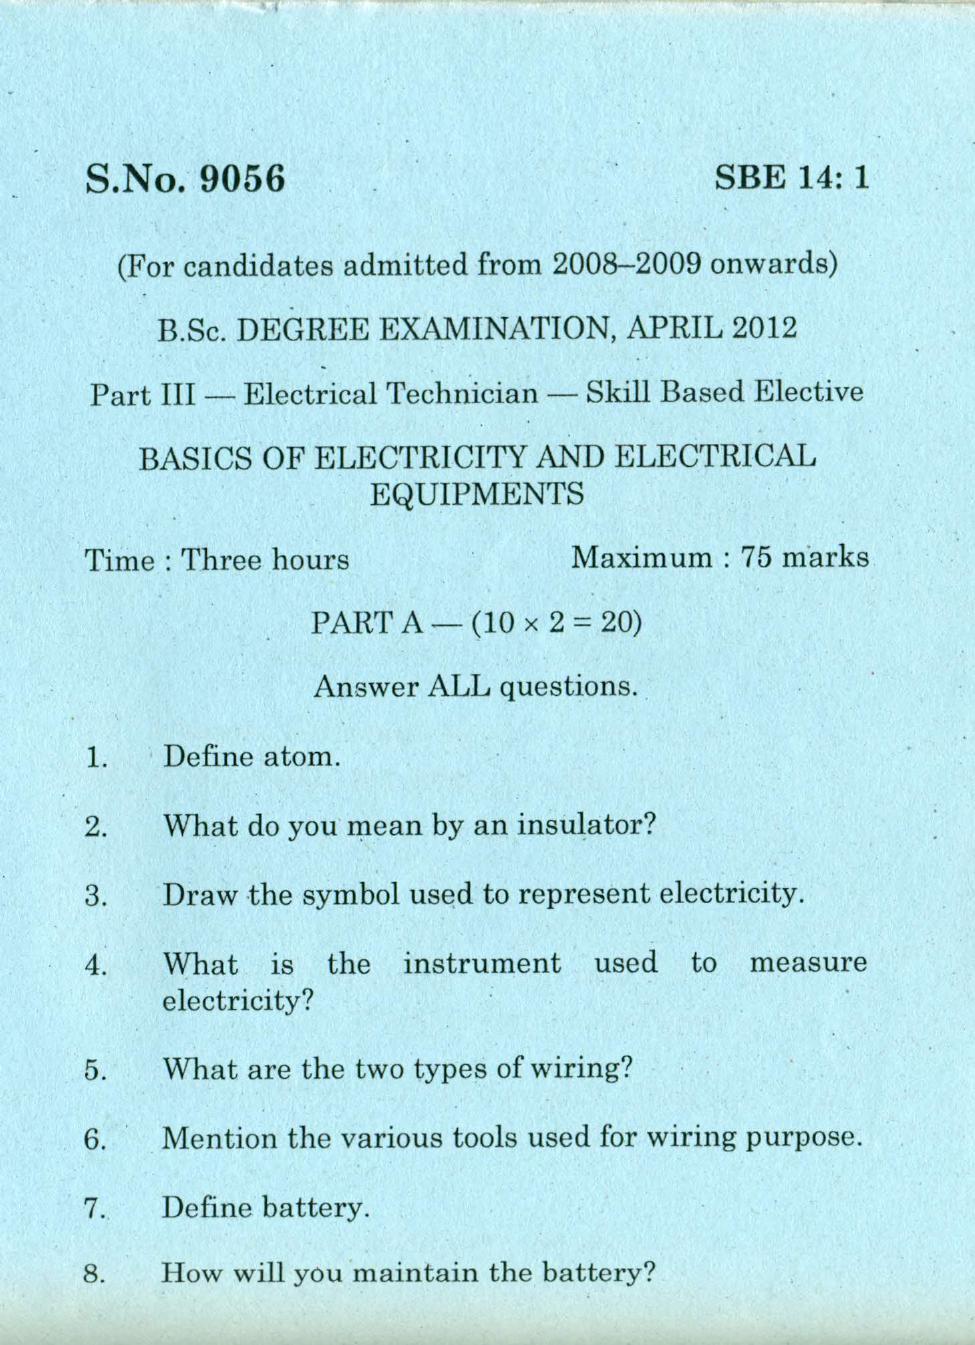 S.No. 9056 SBE 14: 1
(For candidates admitted from 2008–2009 onwards)
B.Sc. DEGREE EXAMINATION, APRIL 2012
Part III — Electrical Technician — Skill Based Elective
BASICS OF ELECTRICITY AND ELECTRICAL
EQUIPMENTS
Time : Three hours Maximum : 75 marks
PART A — (10 × 2 = 20)
Answer ALL questions.
1. Define atom.
2. What do you mean by an insulator?
3. Draw the symbol used to represent electricity.
4. What is the instrument used to measure
electricity?
5. What are the two types of wiring?
6. Mention the various tools used for wiring purpose.
7. Define battery.
8. How will you maintain the battery?